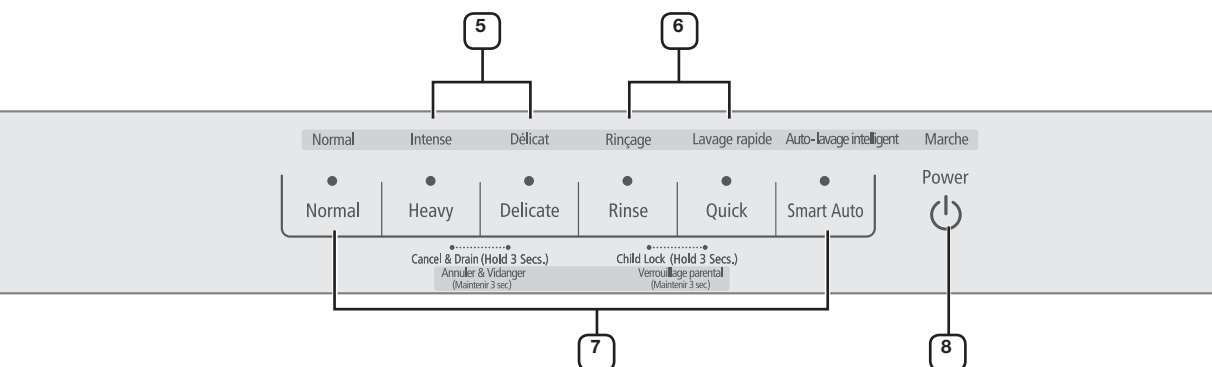 5 6
Normal Intense Délicat Rinçage Lavage rapide Auto-lavage intelligent Marche
Power
Normal Heavy Delicate Rinse Quick Smart Auto
Cancel & Drain (Hold 3 Secs.) Child Lock (Hold 3 Secs.)
Annuler & Vidanger Verrouillage parental
(Maintenir 3 sec) (Maintenir 3 sec)
7 8